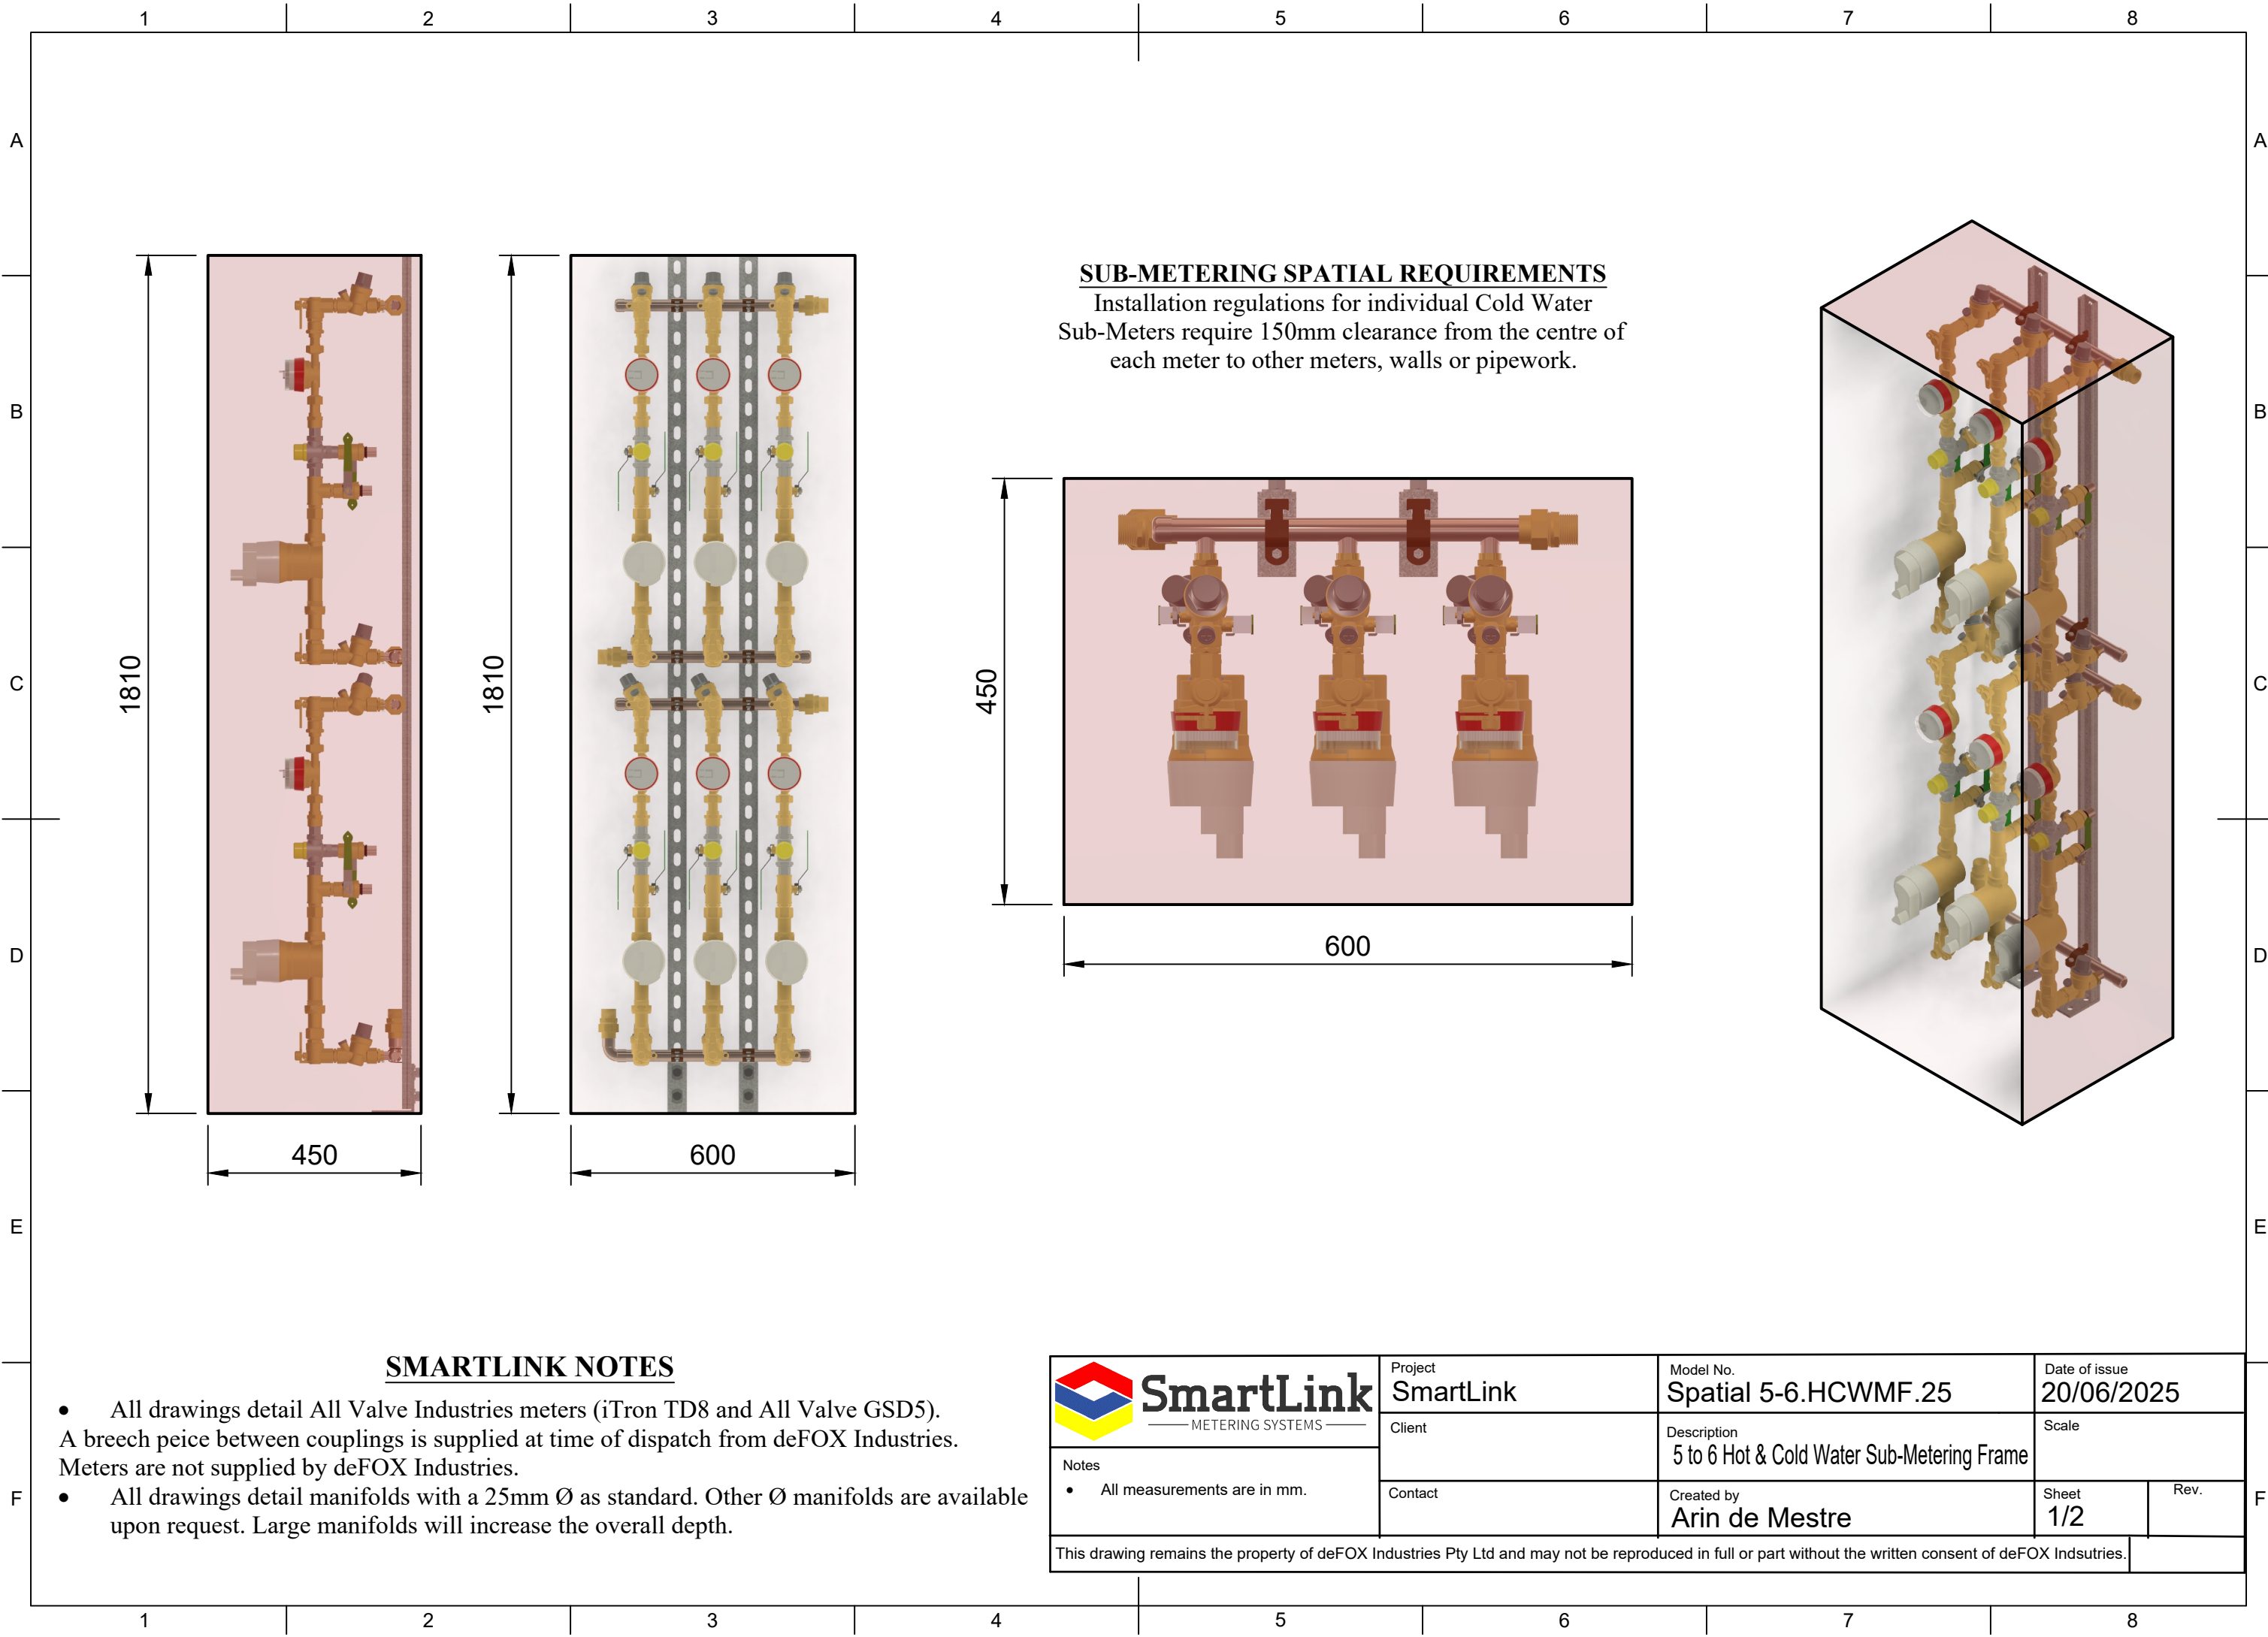 1 2 3 4 5 6 7 8
A A
B B
C C
D D
E E
F F
1810
450
1810
600
SUB-METERING SPATIAL REQUIREMENTS
Installation regulations for individual Cold Water
Sub-Meters require 150mm clearance from the centre of
each meter to other meters, walls or pipework.
450
600
SMARTLINK NOTES
• All drawings detail All Valve Industries meters (iTron TD8 and All Valve GSD5).
A breech peice between couplings is supplied at time of dispatch from deFOX Industries.
Meters are not supplied by deFOX Industries.
• All drawings detail manifolds with a 25mm Ø as standard. Other Ø manifolds are available
upon request. Large manifolds will increase the overall depth.
SmartLink
METERING SYSTEMS
Notes
• All measurements are in mm.
Project
SmartLink
Client
Contact
Model No.
Spatial 5-6.HCWMF.25
Description
5 to 6 Hot & Cold Water Sub-Metering Frame
Created by
Arin de Mestre
Date of issue
20/06/2025
Scale
Sheet
1/2
Rev.
This drawing remains the property of deFOX Industries Pty Ltd and may not be reproduced in full or part without the written consent of deFOX Indsutries.
1 2 3 4 5 6 7 8